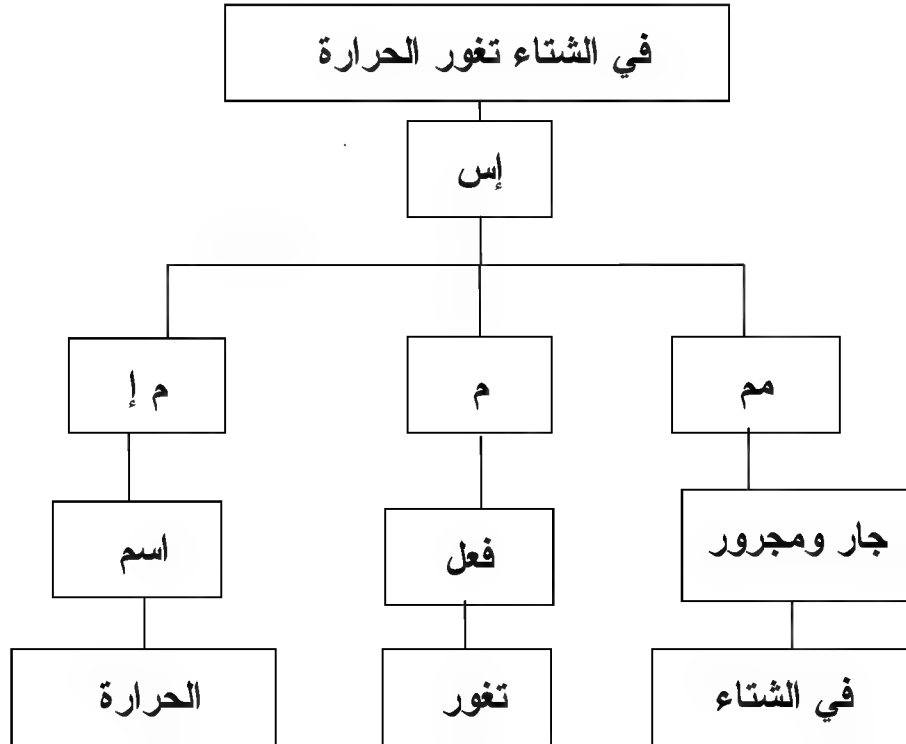 في الشتاء تغور الحرارة
إس
مم
م
م إ
جار ومجرور
فعل
اسم
في الشتاء
تغور
الحرارة